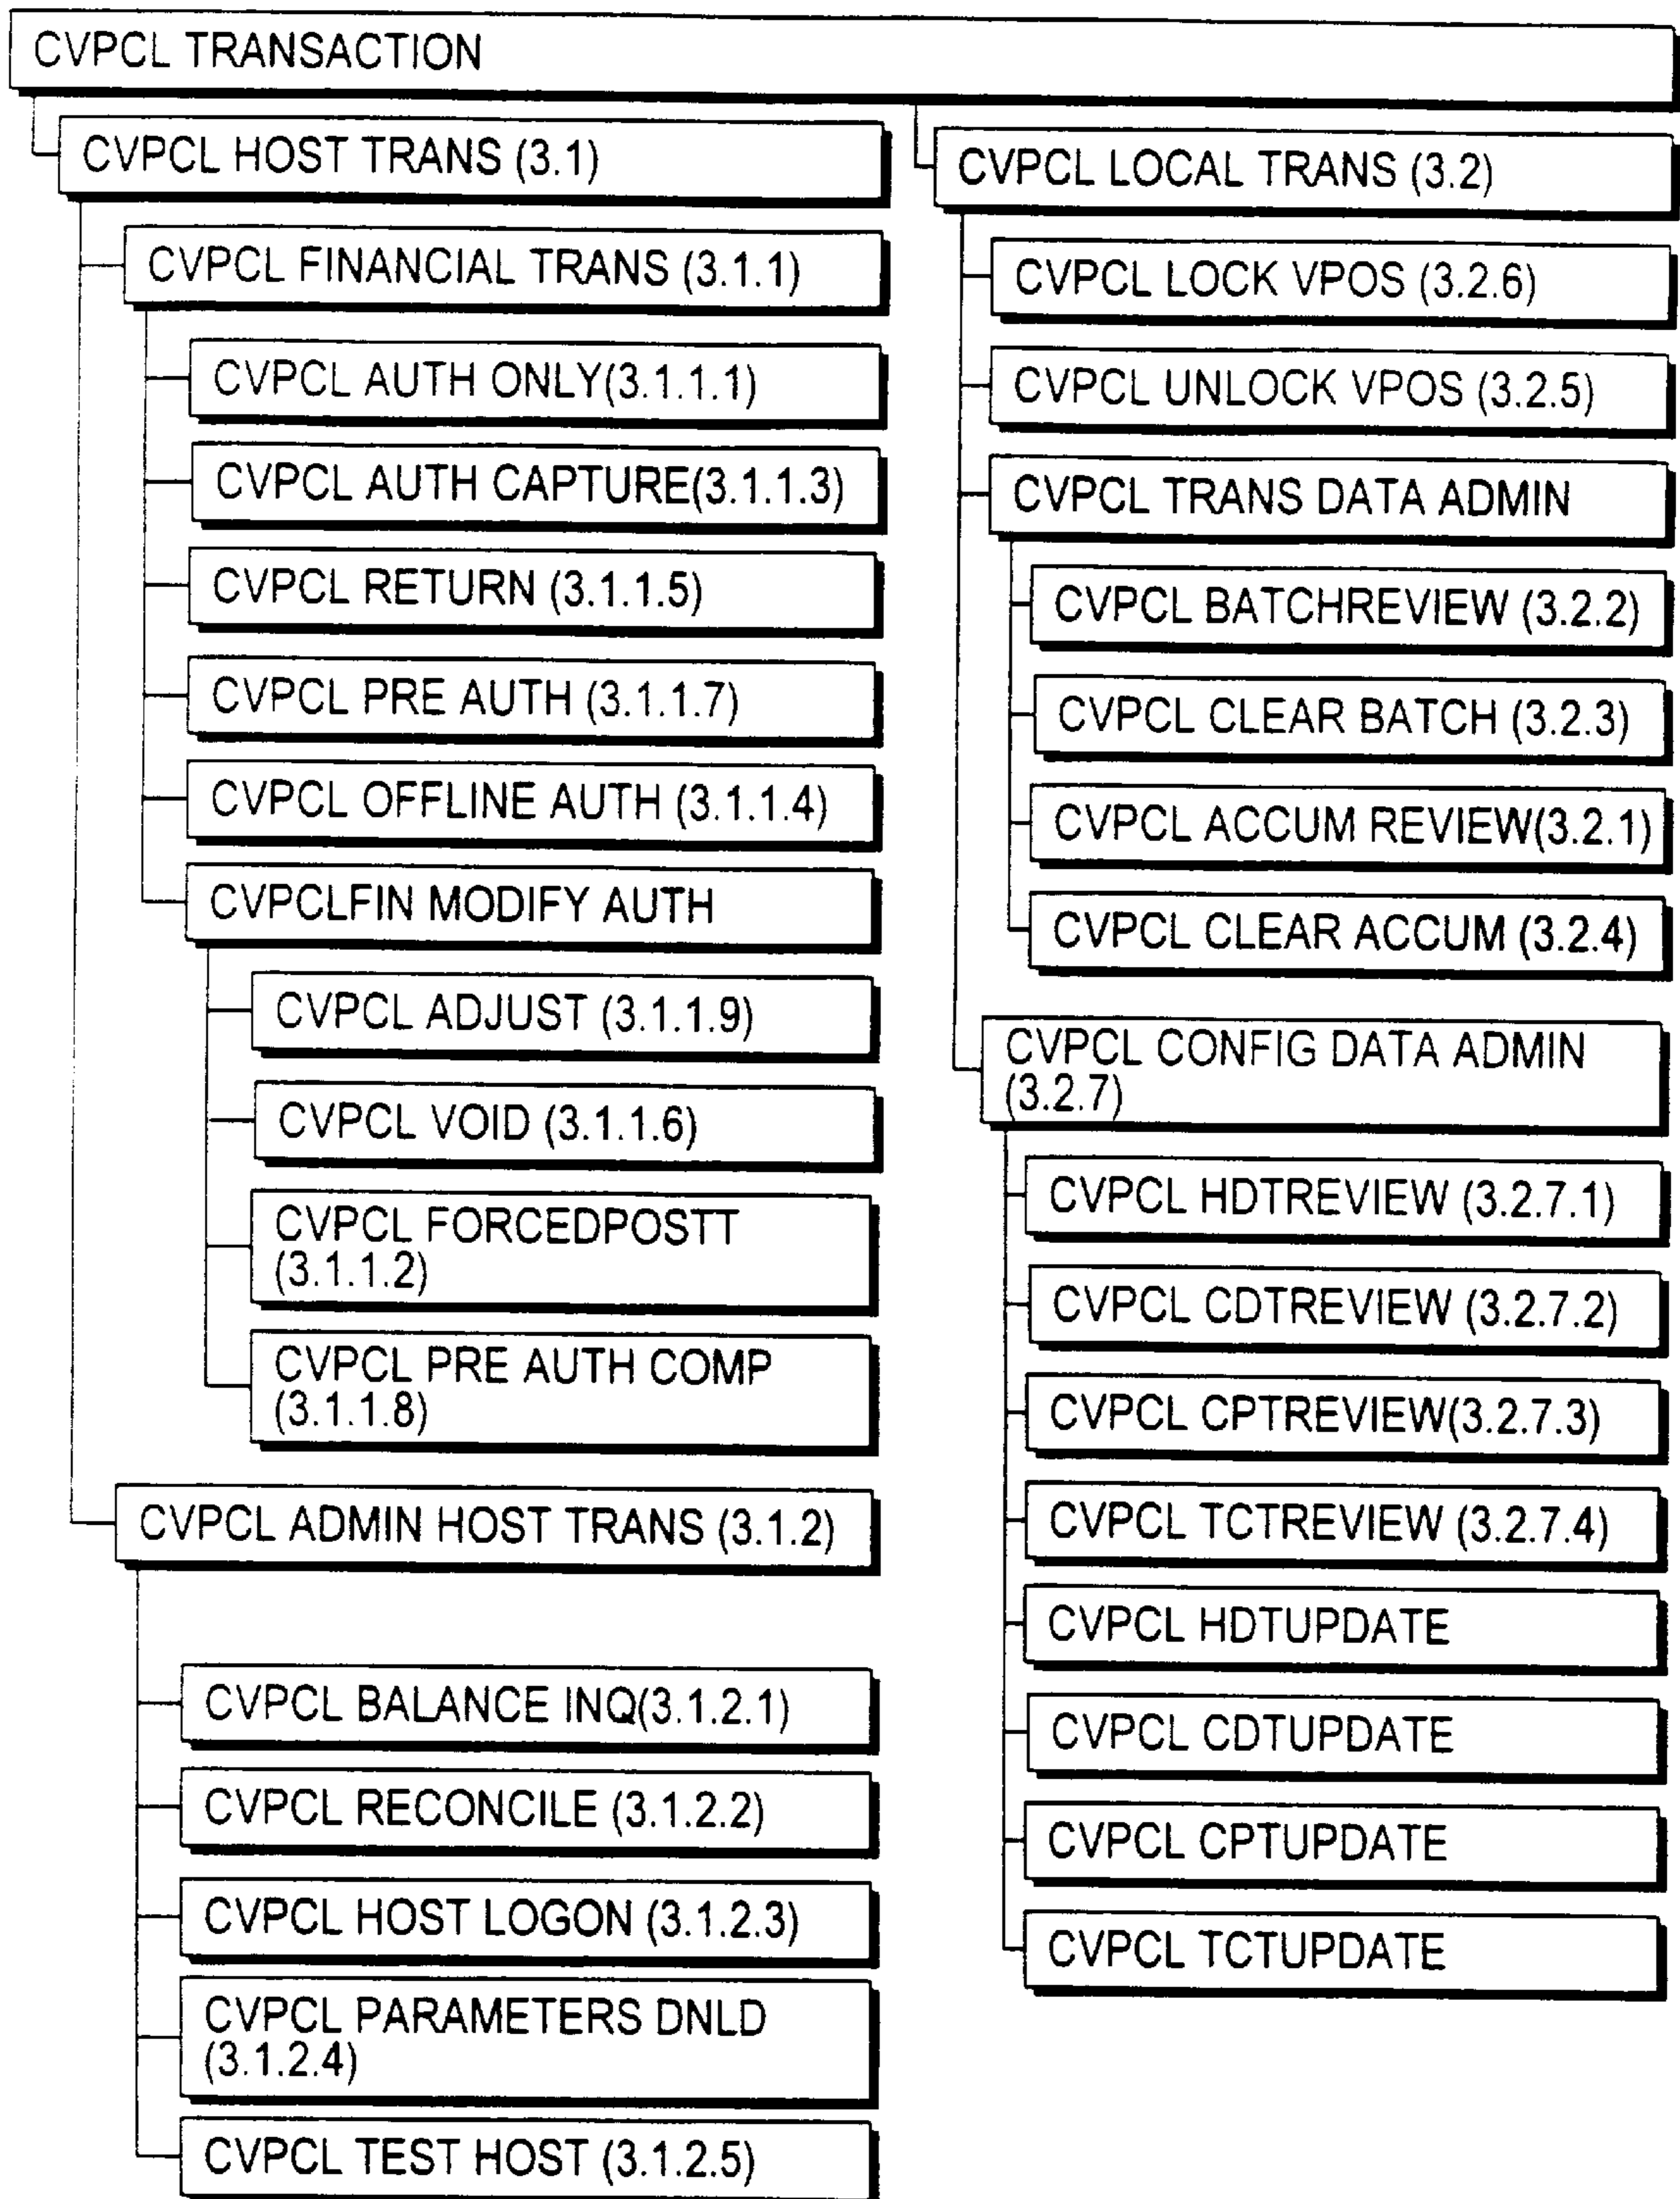 CVPCL TRANSACTION
CVPCL HOST TRANS (3.1)
CVPCL FINANCIAL TRANS (3.1.1)
CVPCL AUTH ONLY(3.1.1.1)
CVPCL AUTH CAPTURE(3.1.1.3)
CVPCL RETURN (3.1.1.5)
CVPCL PRE AUTH (3.1.1.7)
CVPCL OFFLINE AUTH (3.1.1.4)
CVPCLFIN MODIFY AUTH
CVPCL ADJUST (3.1.1.9)
CVPCL VOID (3.1.1.6)
CVPCL FORCEDPOSTT
(3.1.1.2)
CVPCL PRE AUTH COMP
(3.1.1.8)
CVPCL ADMIN HOST TRANS (3.1.2)
CVPCL BALANCE INQ(3.1.2.1)
CVPCL RECONCILE (3.1.2.2)
CVPCL HOST LOGON (3.1.2.3)
CVPCL PARAMETERS DNLD
(3.1.2.4)
CVPCL TEST HOST (3.1.2.5)
CVPCL LOCAL TRANS (3.2)
CVPCL LOCK VPOS (3.2.6)
CVPCL UNLOCK VPOS (3.2.5)
CVPCL TRANS DATA ADMIN
CVPCL BATCHREVIEW (3.2.2)
CVPCL CLEAR BATCH (3.2.3)
CVPCL ACCUM REVIEW(3.2.1)
CVPCL CLEAR ACCUM (3.2.4)
CVPCL CONFIG DATA ADMIN
(3.2.7)
CVPCL HDTREVIEW (3.2.7.1)
CVPCL CDTREVIEW (3.2.7.2)
CVPCL CPTREVIEW(3.2.7.3)
CVPCL TCTREVIEW (3.2.7.4)
CVPCL HDTUPDATE
CVPCL CDTUPDATE
CVPCL CPTUPDATE
CVPCL TCTUPDATE